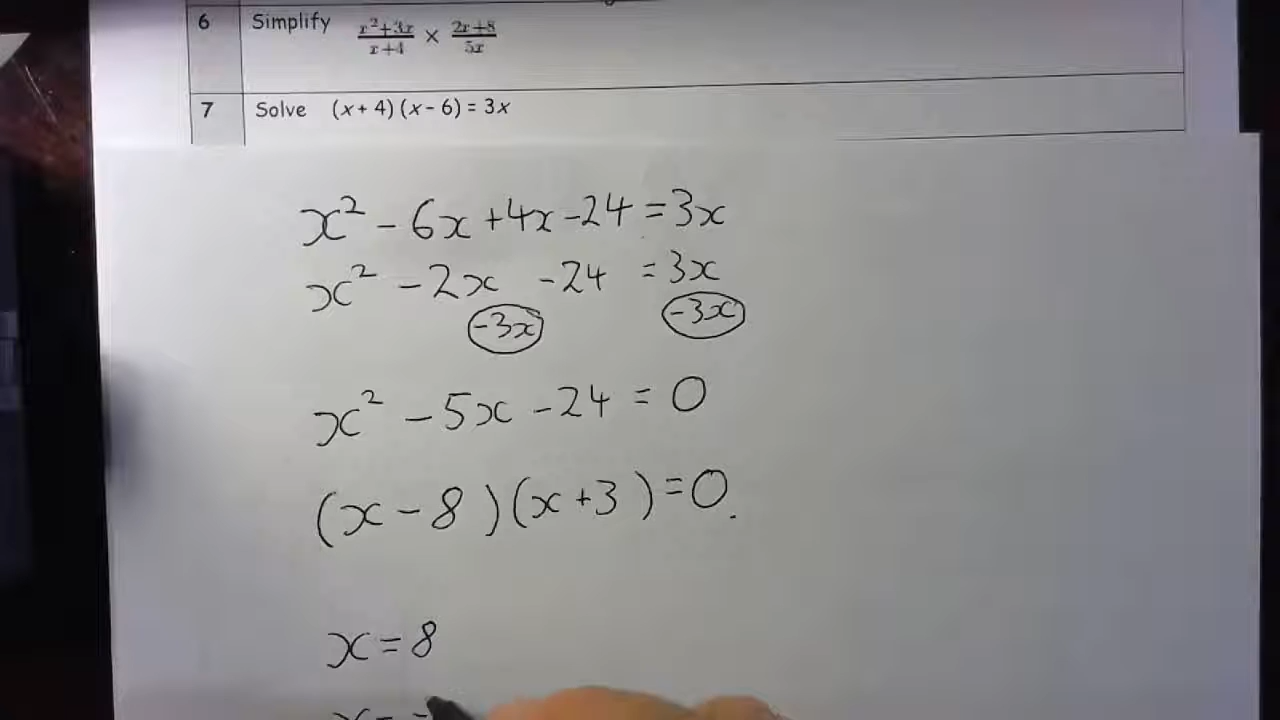 6 Simplify x²+3x/x+4 × 2x+8/5x
7 Solve (x + 4) (x - 6) = 3x
x² - 6x + 4x - 24 = 3x
x² - 2x - 24 = 3x
-3x -3x
x² - 5x - 24 = 0
(x - 8) (x + 3) = 0.
x = 8
x = -